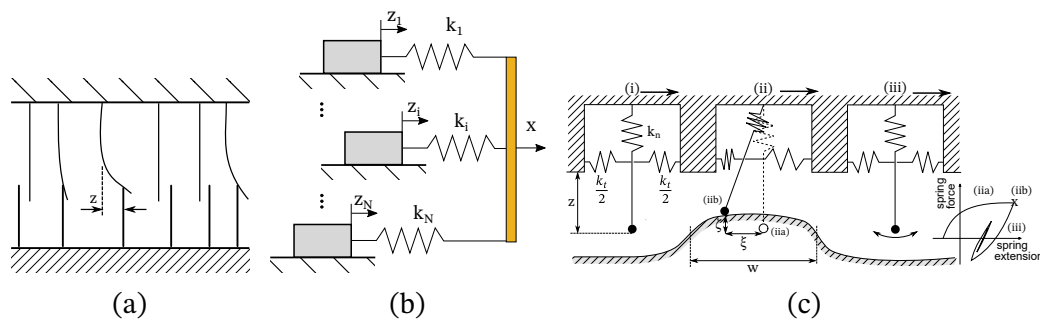 z
(a)
z1
k1
zi
ki
x
zN
kN
(b)
(i)
(ii)
(iii)
kn
kt
2
kt
2
z
(iib)
ξ
(iia)
w
spring
force
(iia)
(iib)
x
(iii)
spring
extension
(c)